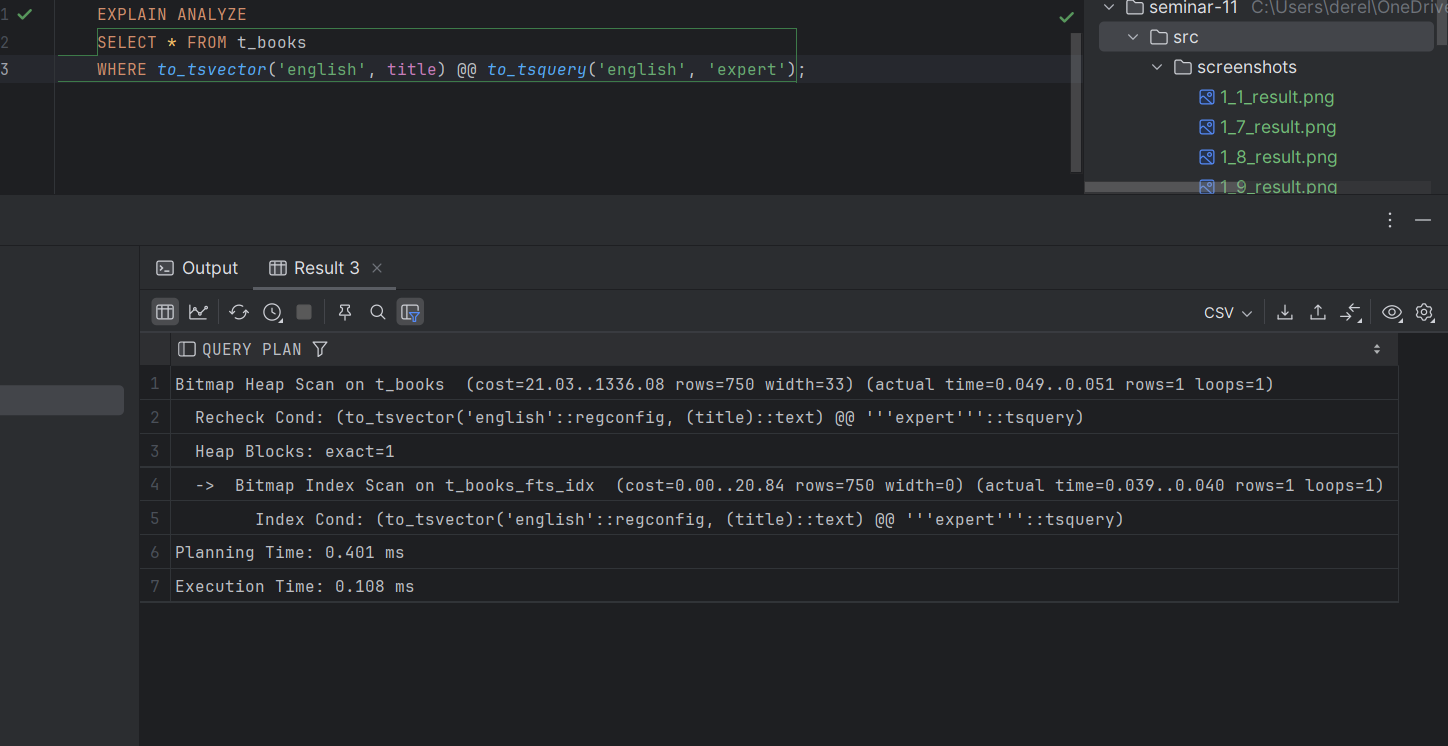 1 EXPLAIN ANALYZE
2 SELECT * FROM t_books
3 WHERE to_tsvector('english', title) @@ to_tsquery('english', 'expert');
seminar-11 C:\Users\derel\OneDrive
src
screenshots
1_1_result.png
1_7_result.png
1_8_result.png
1_9_result.png
Output
Result 3
CSV
QUERY PLAN
1 Bitmap Heap Scan on t_books  (cost=21.03..1336.08 rows=750 width=33) (actual time=0.049..0.051 rows=1 loops=1)
2   Recheck Cond: (to_tsvector('english'::regconfig, (title)::text) @@ '''expert'''::tsquery)
3   Heap Blocks: exact=1
4   ->  Bitmap Index Scan on t_books_fts_idx  (cost=0.00..20.84 rows=750 width=0) (actual time=0.039..0.040 rows=1 loops=1)
5         Index Cond: (to_tsvector('english'::regconfig, (title)::text) @@ '''expert'''::tsquery)
6 Planning Time: 0.401 ms
7 Execution Time: 0.108 ms